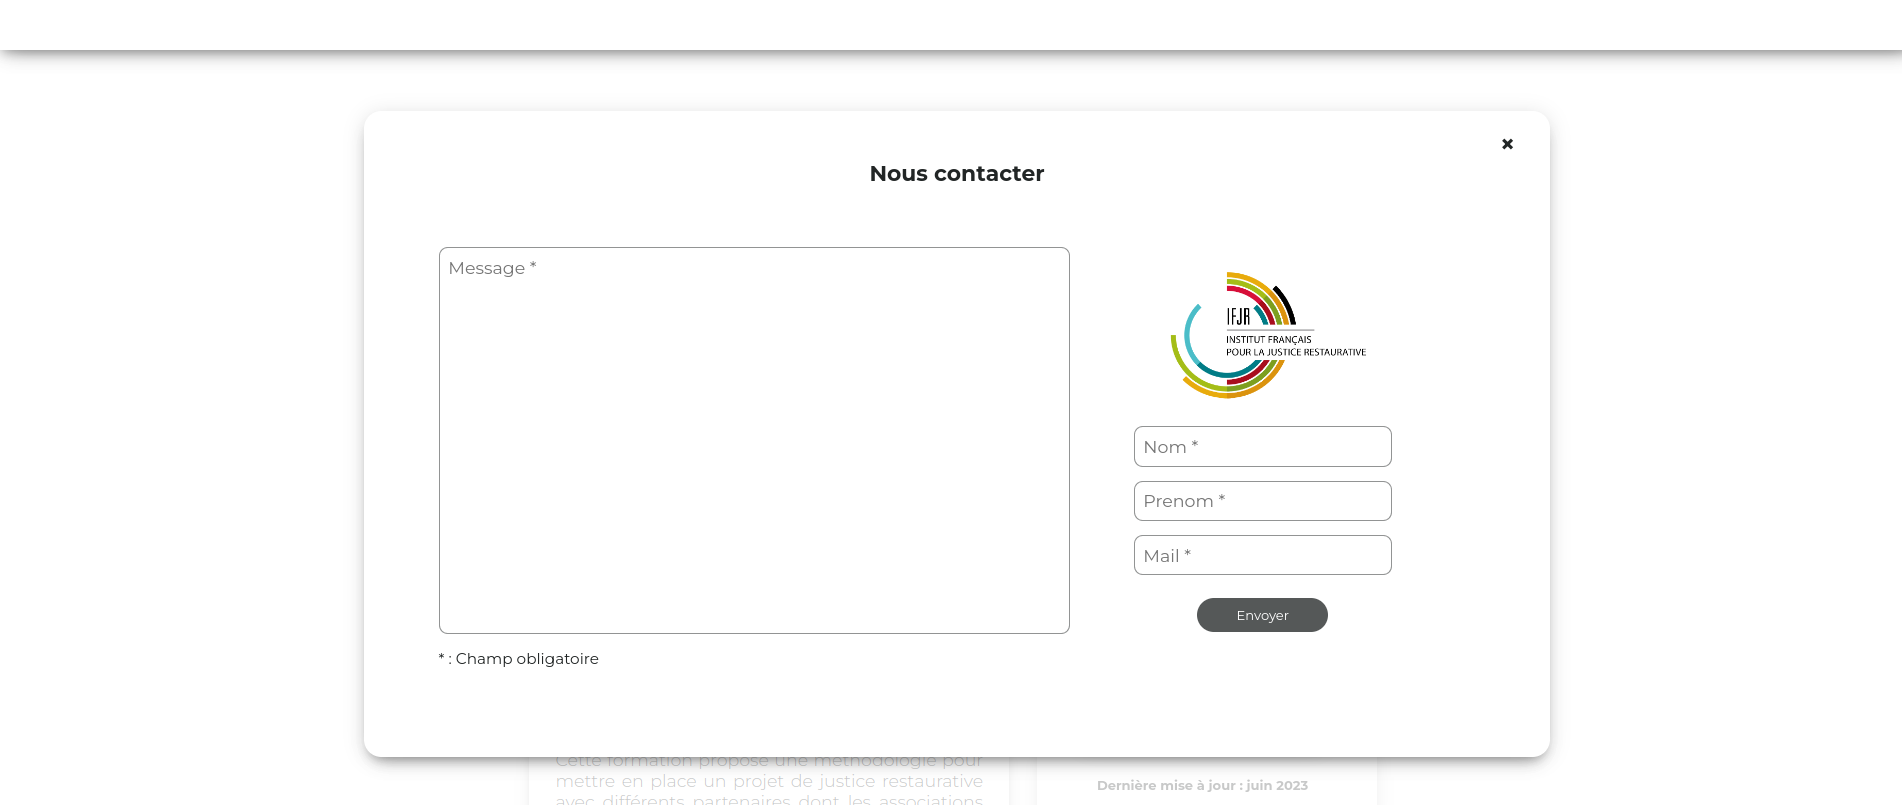 Nous contacter
Message *
IFJR
INSTITUT FRANÇAIS
POUR LA JUSTICE RESTAURATIVE
Nom *
Prenom *
Mail *
Envoyer
* : Champ obligatoire
Cette formation propose une méthodologie pour
mettre en place un projet de justice restaurative
avec différents partenaires dont les associations
Dernière mise à jour : juin 2023